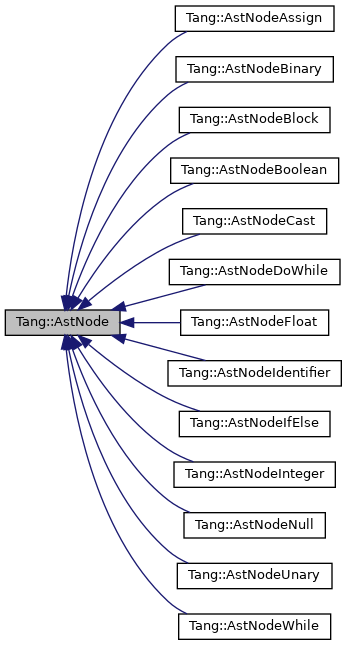 Tang::AstNodeAssign
Tang::AstNodeBinary
Tang::AstNodeBlock
Tang::AstNodeBoolean
Tang::AstNodeCast
Tang::AstNodeDoWhile
Tang::AstNode
Tang::AstNodeFloat
Tang::AstNodeIdentifier
Tang::AstNodeIfElse
Tang::AstNodeInteger
Tang::AstNodeNull
Tang::AstNodeUnary
Tang::AstNodeWhile